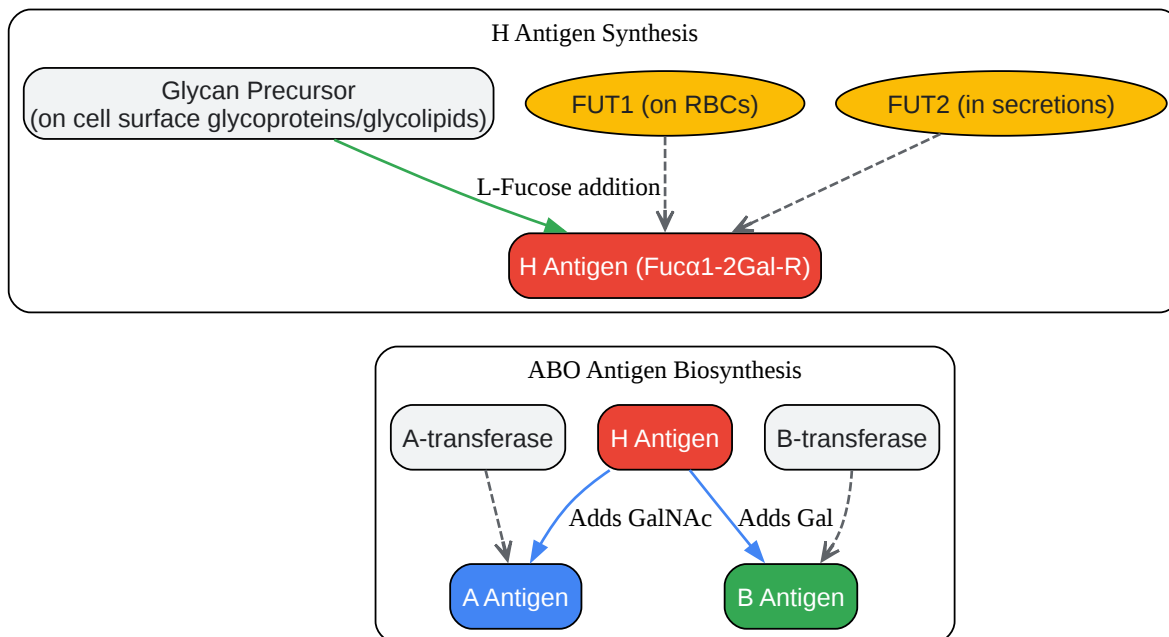 H Antigen Synthesis
Glycan Precursor
(on cell surface glycoproteins/glycolipids)
FUT1 (on RBCs)
FUT2 (in secretions)
L-Fucose addition
H Antigen (Fucα1-2Gal-R)
ABO Antigen Biosynthesis
A-transferase
H Antigen
B-transferase
Adds GalNAc
Adds Gal
A Antigen
B Antigen